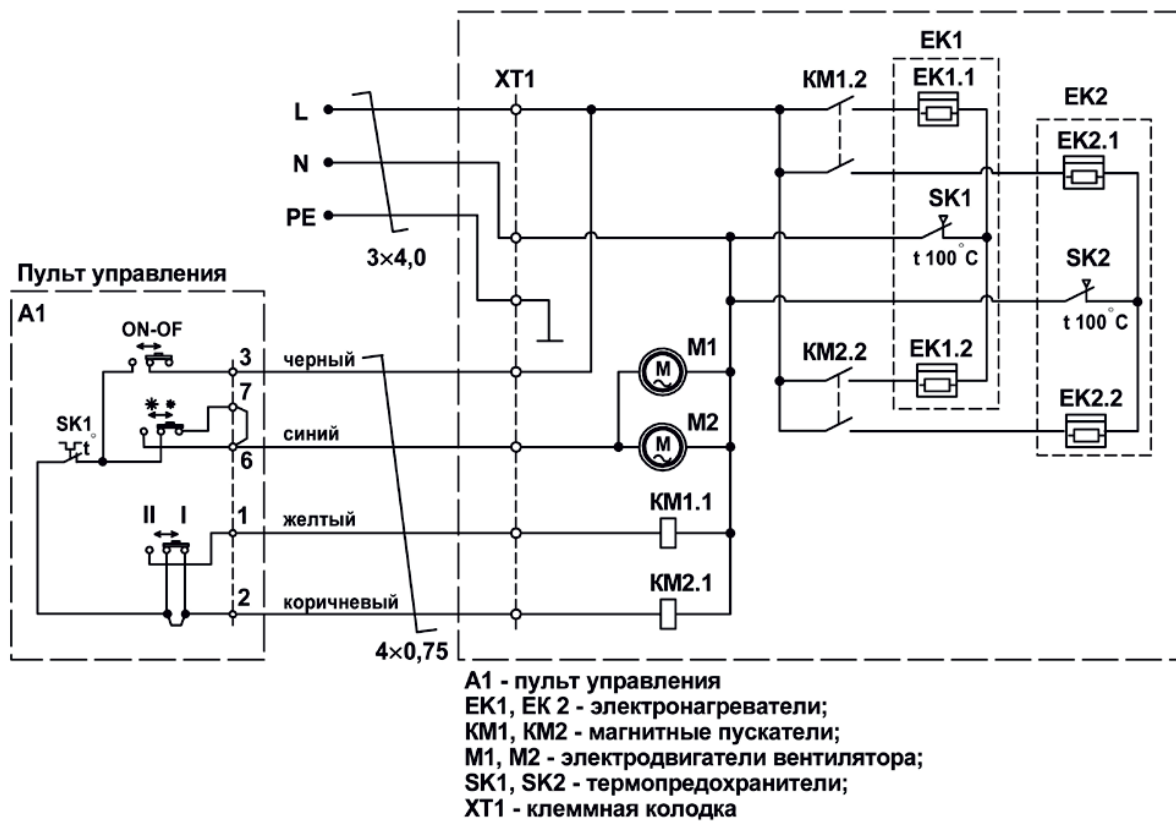 EK1
XT1
KM1.2
EK1.1
EK2
L
EK2.1
N
SK1
PE
t 100°C
SK2
3×4,0
t 100°C
Пульт управления
A1
ON-OF
M1
KM2.2
EK1.2
3
черный
M
7
M2
EK2.2
SK1
t°
синий
M
6
KM1.1
II
I
1
желтый
KM2.1
2
коричневый
4×0,75
A1 - пульт управления
EK1, EK 2 - электронагреватели;
KM1, KM2 - магнитные пускатели;
M1, M2 - электродвигатели вентилятора;
SK1, SK2 - термопредохранители;
XT1 - клеммная колодка